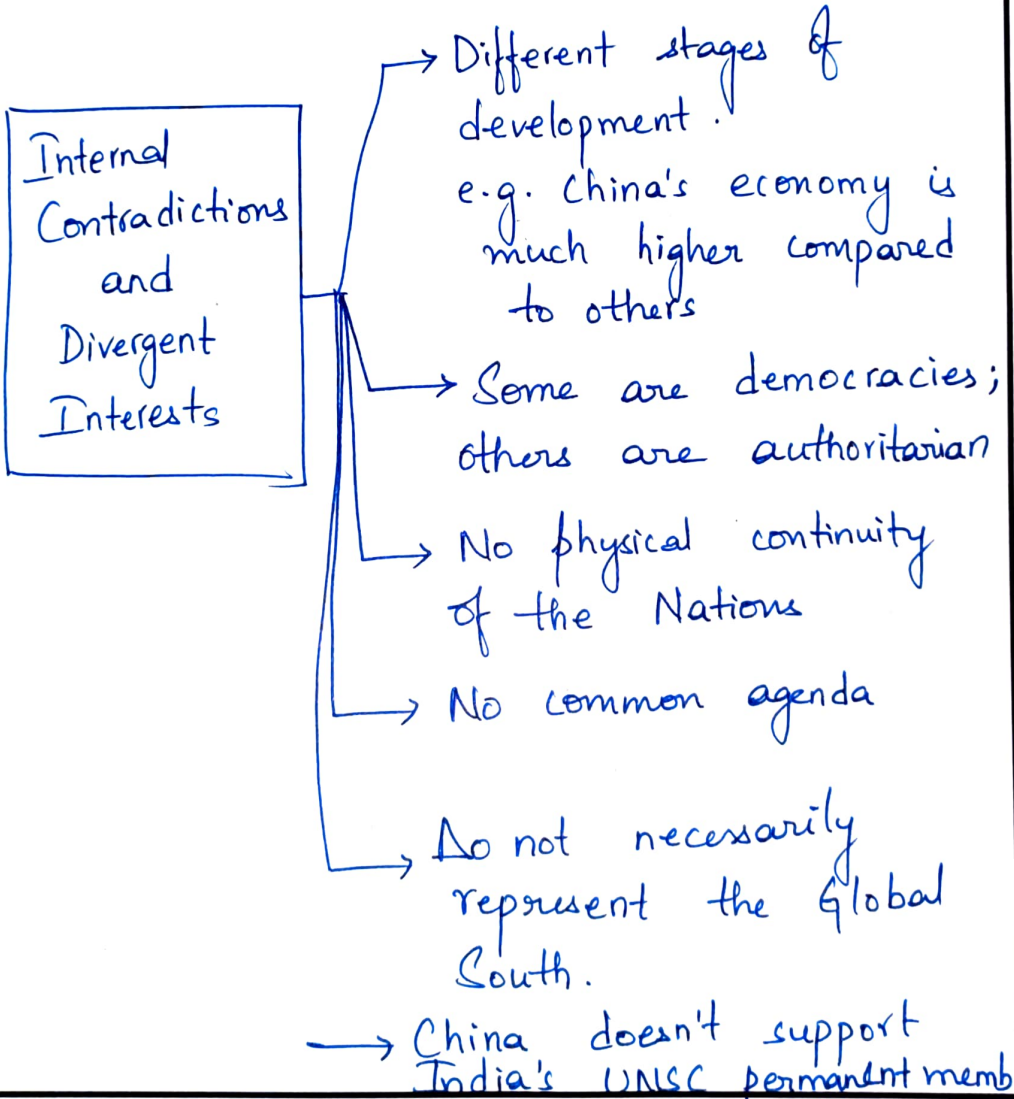 Internal
Contradictions
and
Divergent
Interests
→ Different stages of
development.
e.g. China's economy is
much higher compared
to others
→ Some are democracies;
others are authoritarian
→ No physical continuity
of the Nations
→ No common agenda
→ Do not necessarily
represent the Global
South.
→ China doesn't support
India's UNSC permanent memb